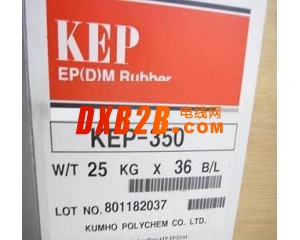 KEP
EP(D)M Rubber
DXB2B.电线网
COM
KEP-350
W/T 25 KG X 36 B/L
LOT NO. 801182037
KUMHO POLYCHEM CO. LTD.